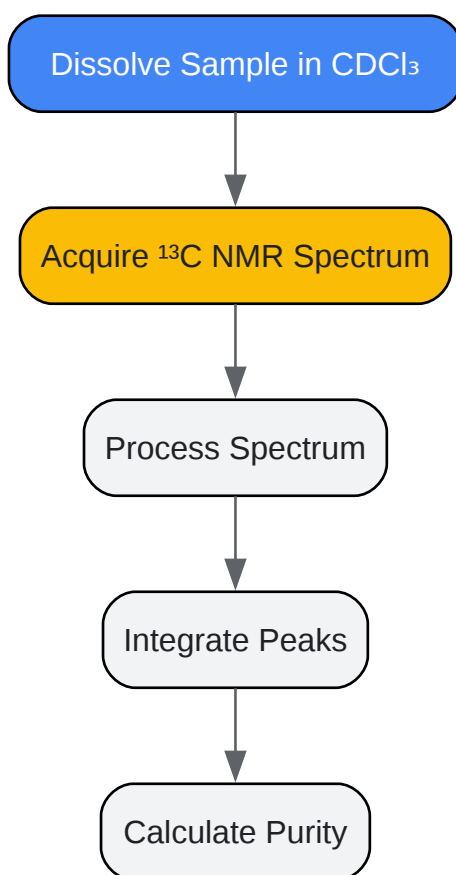 Dissolve Sample in CDCl₃
Acquire ¹³C NMR Spectrum
Process Spectrum
Integrate Peaks
Calculate Purity